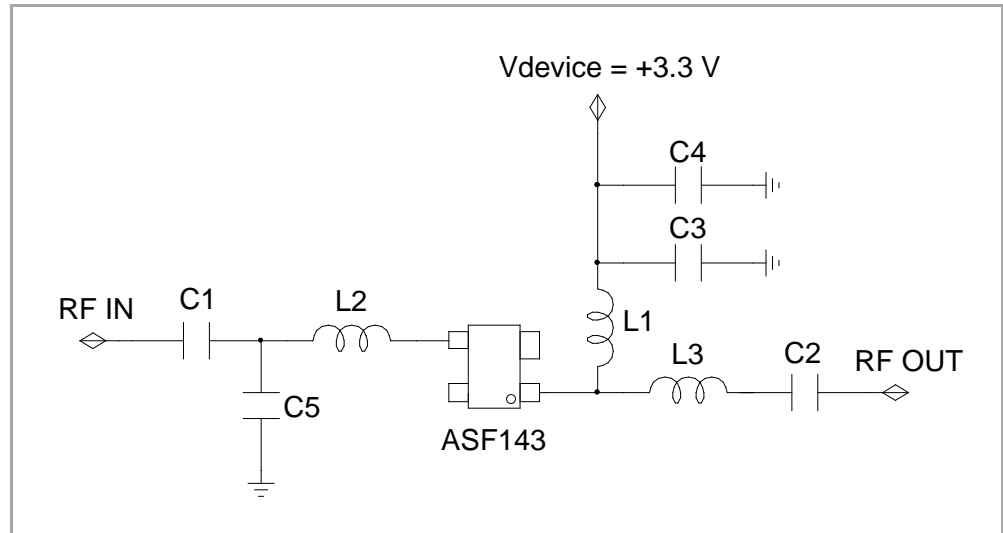 Vdevice = +3.3 V
C4
C3
RF IN
C1
L2
L1
L3
C2
RF OUT
C5
ASF143